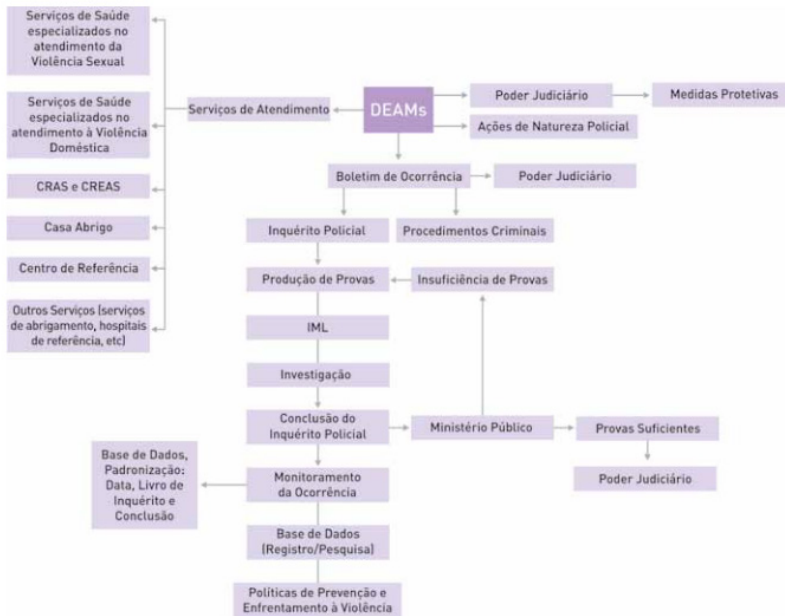 Serviços de Saúde
especializados no
atendimento da
Violência Sexual
Serviços de Saúde
especializados no
atendimento à Violência
Doméstica
CRAS e CREAS
Casa Abrigo
Centro de Referência
Outros Serviços (serviços
de abrigamento, hospitais
de referência, etc)
Serviços de Atendimento
DEAMs
Poder Judiciário
Medidas Protetivas
Ações de Natureza Policial
Boletim de Ocorrência
Poder Judiciário
Inquérito Policial
Procedimentos Criminais
Produção de Provas
Insuficiência de Provas
IML
Investigação
Conclusão do
Inquérito Policial
Ministério Público
Provas Suficientes
Poder Judiciário
Base de Dados,
Padronização:
Data, Livro de
Inquérito e
Conclusão
Monitoramento
da Ocorrência
Base de Dados
(Registro/Pesquisa)
Políticas de Prevenção e
Enfrentamento à Violência